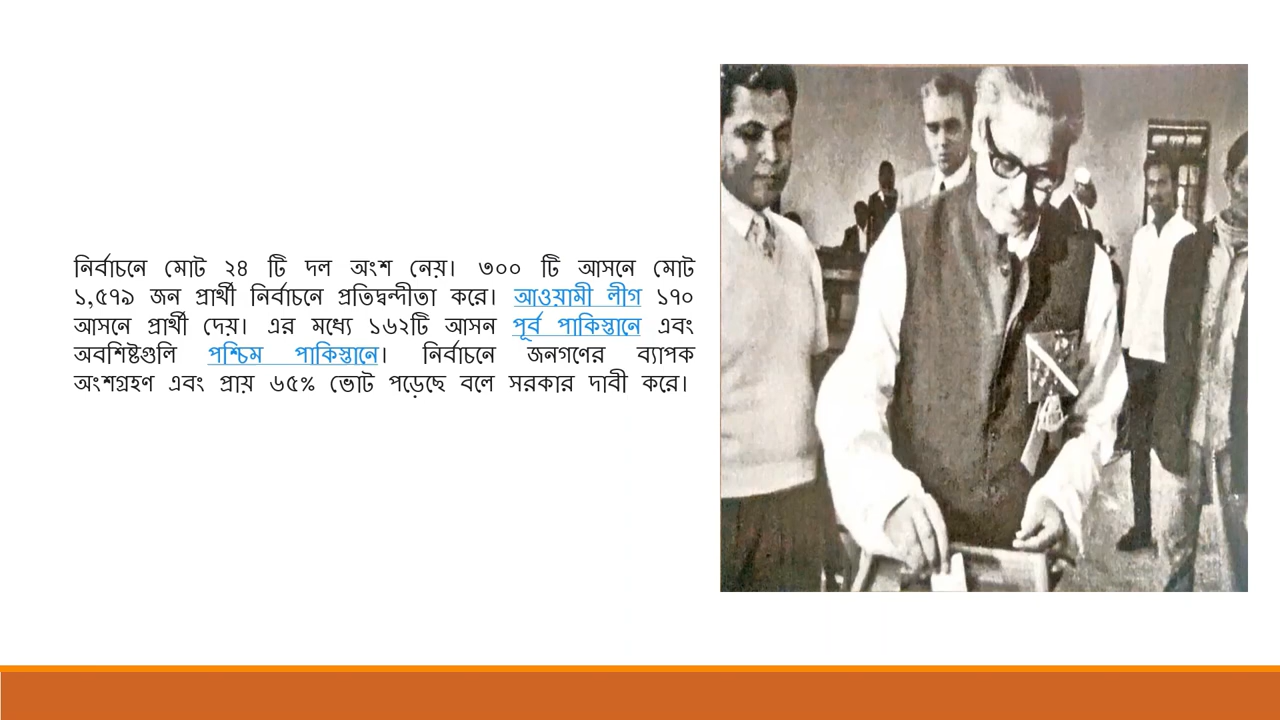 নির্বাচনে মোট ২৪ টি দল অংশ নেয়। ৩০০ টি আসনে মোট
১,৫৭৯ জন প্রার্থী নির্বাচনে প্রতিদ্বন্দীতা করে। আওয়ামী লীগ ১৭০
আসনে প্রার্থী দেয়। এর মধ্যে ১৬২টি আসন পূর্ব পাকিস্তানে এবং
অবশিষ্টগুলি পশ্চিম পাকিস্তানে। নির্বাচনে জনগণের ব্যাপক
অংশগ্রহণ এবং প্রায় ৬৫% ভোট পড়েছে বলে সরকার দাবী করে।